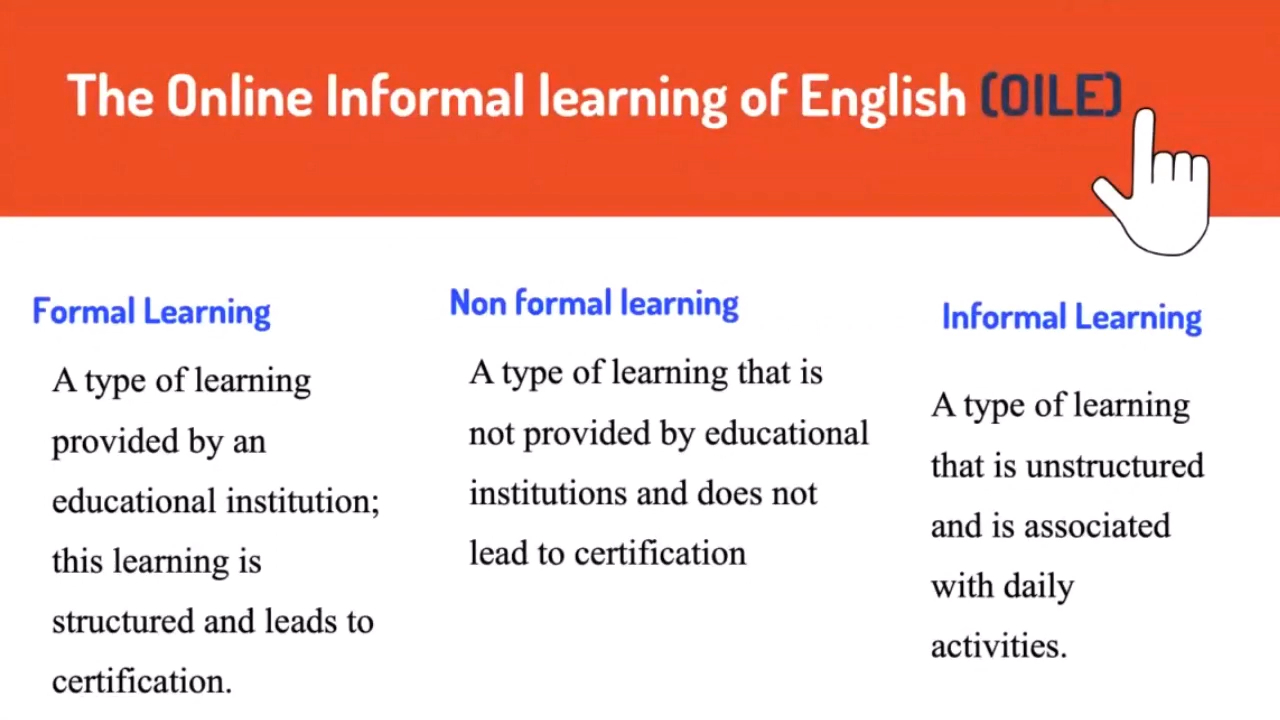 The Online Informal learning of English (OILE)
Formal Learning
A type of learning
provided by an
educational institution;
this learning is
structured and leads to
certification.
Non formal learning
A type of learning that is
not provided by educational
institutions and does not
lead to certification
Informal Learning
A type of learning
that is unstructured
and is associated
with daily
activities.